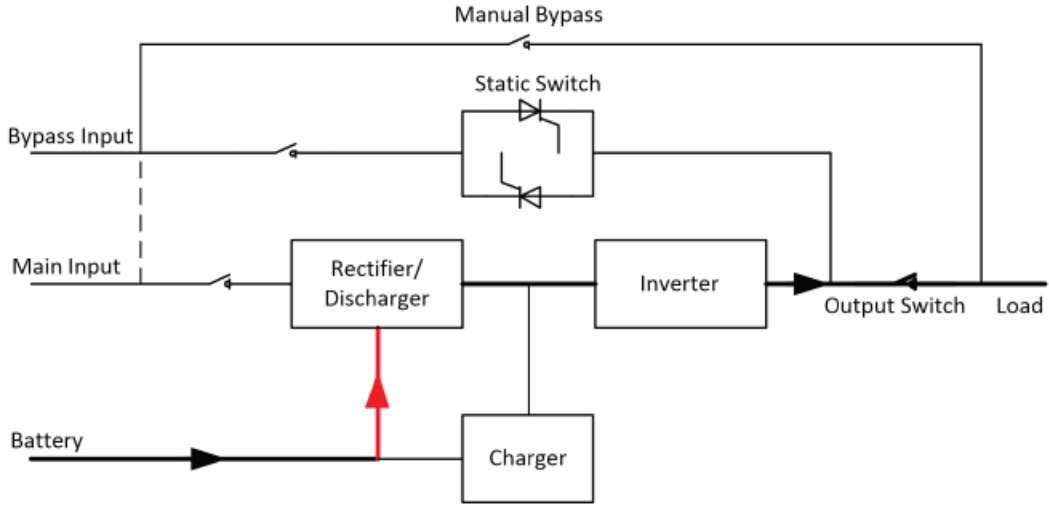 Manual Bypass
Static Switch
Bypass Input
Main Input
Rectifier/
Discharger
Inverter
Output Switch
Load
Battery
Charger